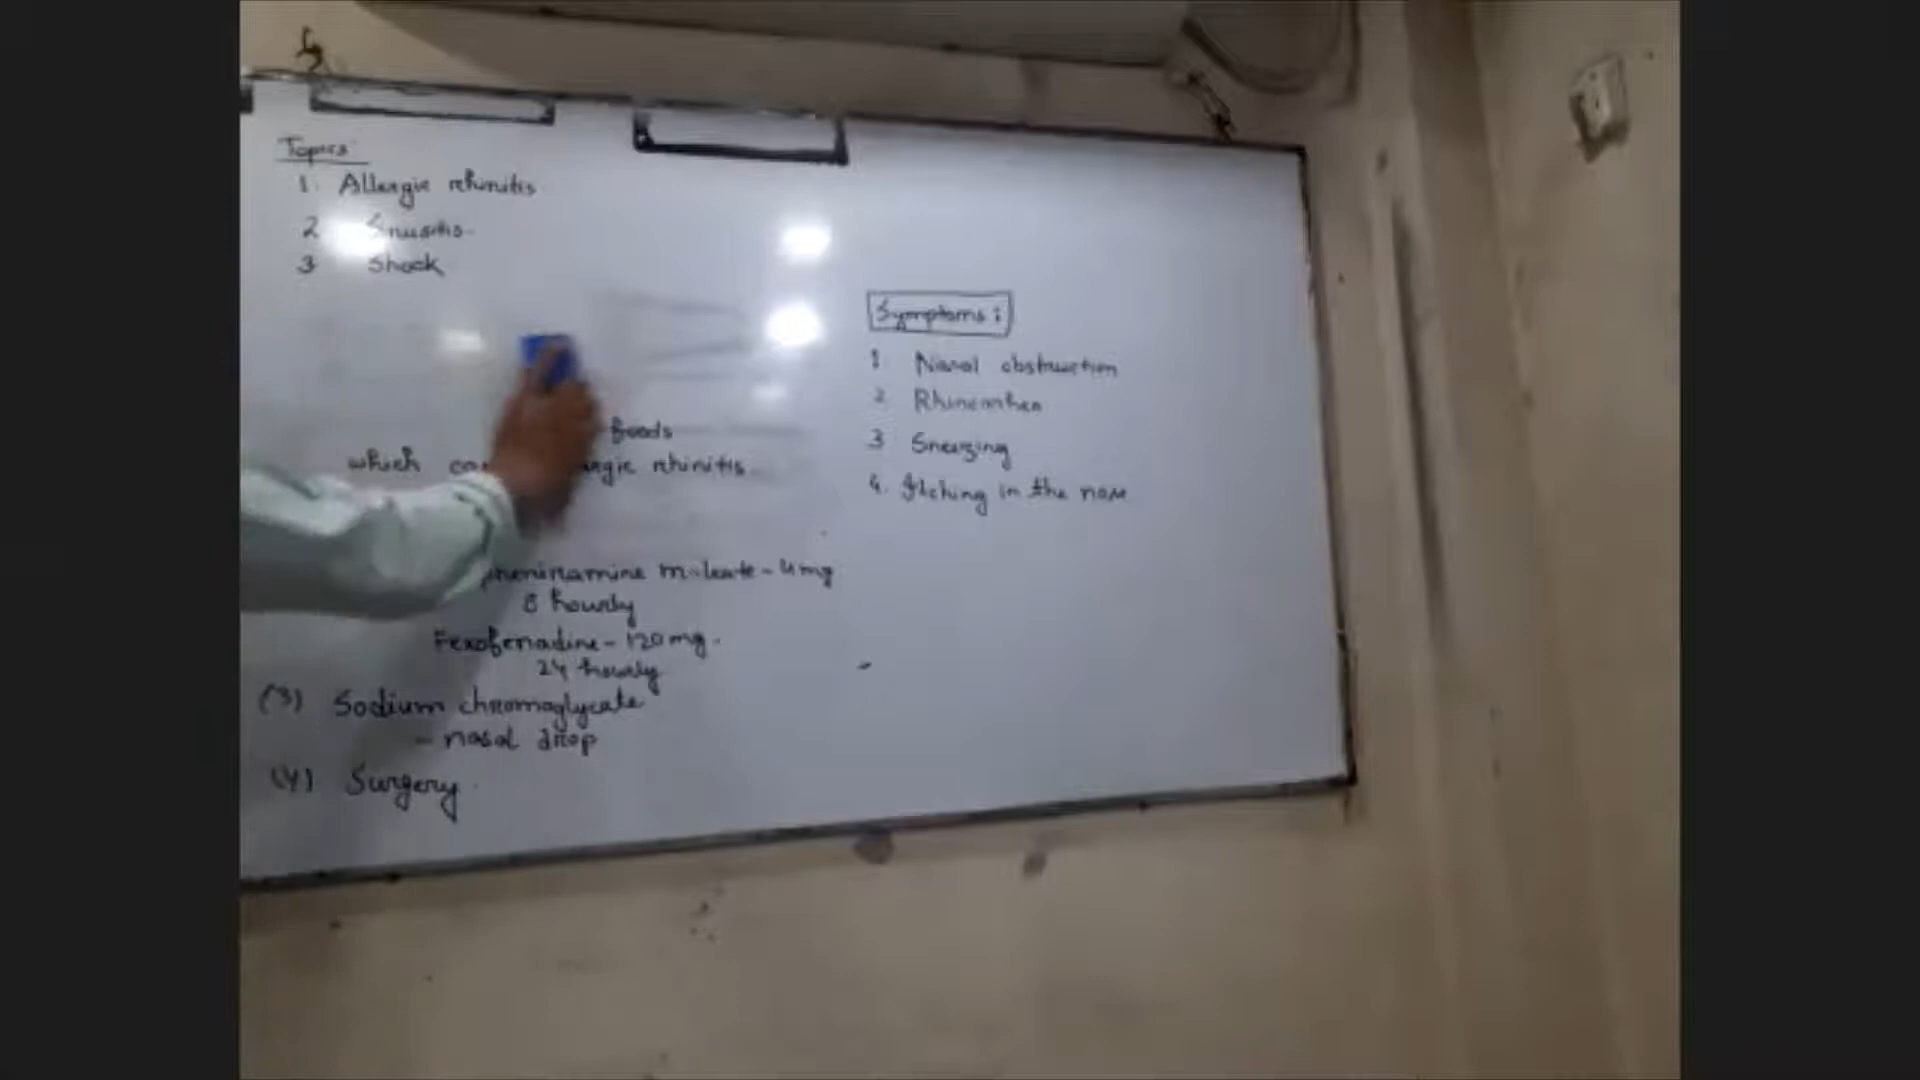 Topics
1. Allergic rhinitis
2 Sinusitis
3 Shock
foods
which rhinitis
maleate - 4mg
8 hourly
Fexofenadine - 120 mg.
24 hourly
(3) Sodium chromoglycate
- nasal drop
(4) Surgery
Symptoms :
1 Nasal obstruction
2 Rhinorrhea
3 Sneezing
4. Itching in the nose